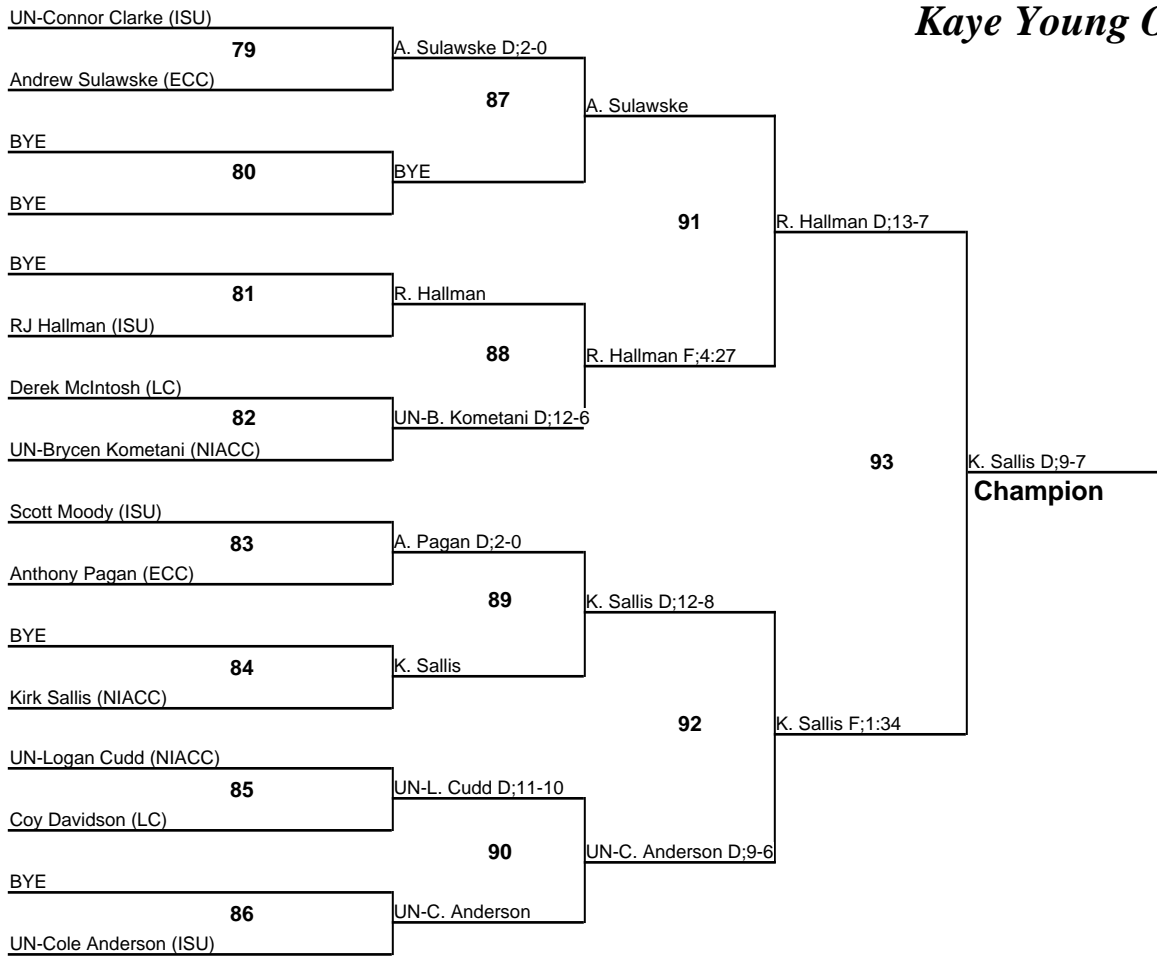 Kaye Young O
UN-Connor Clarke (ISU)
79
Andrew Sulawske (ECC)
BYE
80
BYE
BYE
81
RJ Hallman (ISU)
Derek McIntosh (LC)
82
UN-Brycen Kometani (NIACC)
Scott Moody (ISU)
83
Anthony Pagan (ECC)
BYE
84
Kirk Sallis (NIACC)
UN-Logan Cudd (NIACC)
85
Coy Davidson (LC)
BYE
86
UN-Cole Anderson (ISU)
A. Sulawske D;2-0
87
BYE
R. Hallman
88
UN-B. Kometani D;12-6
A. Pagan D;2-0
89
K. Sallis
UN-L. Cudd D;11-10
90
UN-C. Anderson
A. Sulawske
91
R. Hallman F;4:27
K. Sallis D;12-8
92
UN-C. Anderson D;9-6
R. Hallman D;13-7
93
K. Sallis F;1:34
K. Sallis D;9-7
Champion